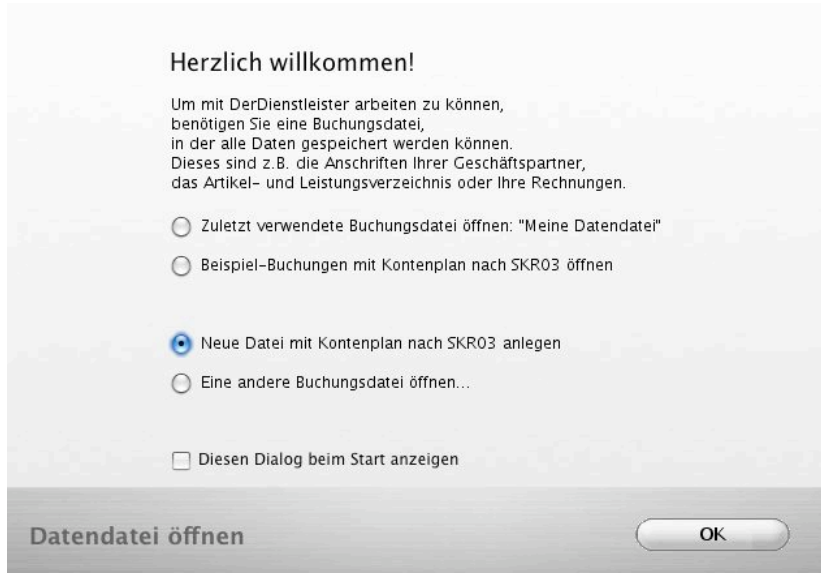 Herzlich willkommen!
Um mit DerDienstleister arbeiten zu können,
benötigen Sie eine Buchungsdatei,
in der alle Daten gespeichert werden können.
Dieses sind z.B. die Anschriften Ihrer Geschäftspartner,
das Artikel- und Leistungsverzeichnis oder Ihre Rechnungen.
Zuletzt verwendete Buchungsdatei öffnen: "Meine Datendatei"
Beispiel-Buchungen mit Kontenplan nach SKR03 öffnen
Neue Datei mit Kontenplan nach SKR03 anlegen
Eine andere Buchungsdatei öffnen...
Diesen Dialog beim Start anzeigen
Datendatei öffnen
OK